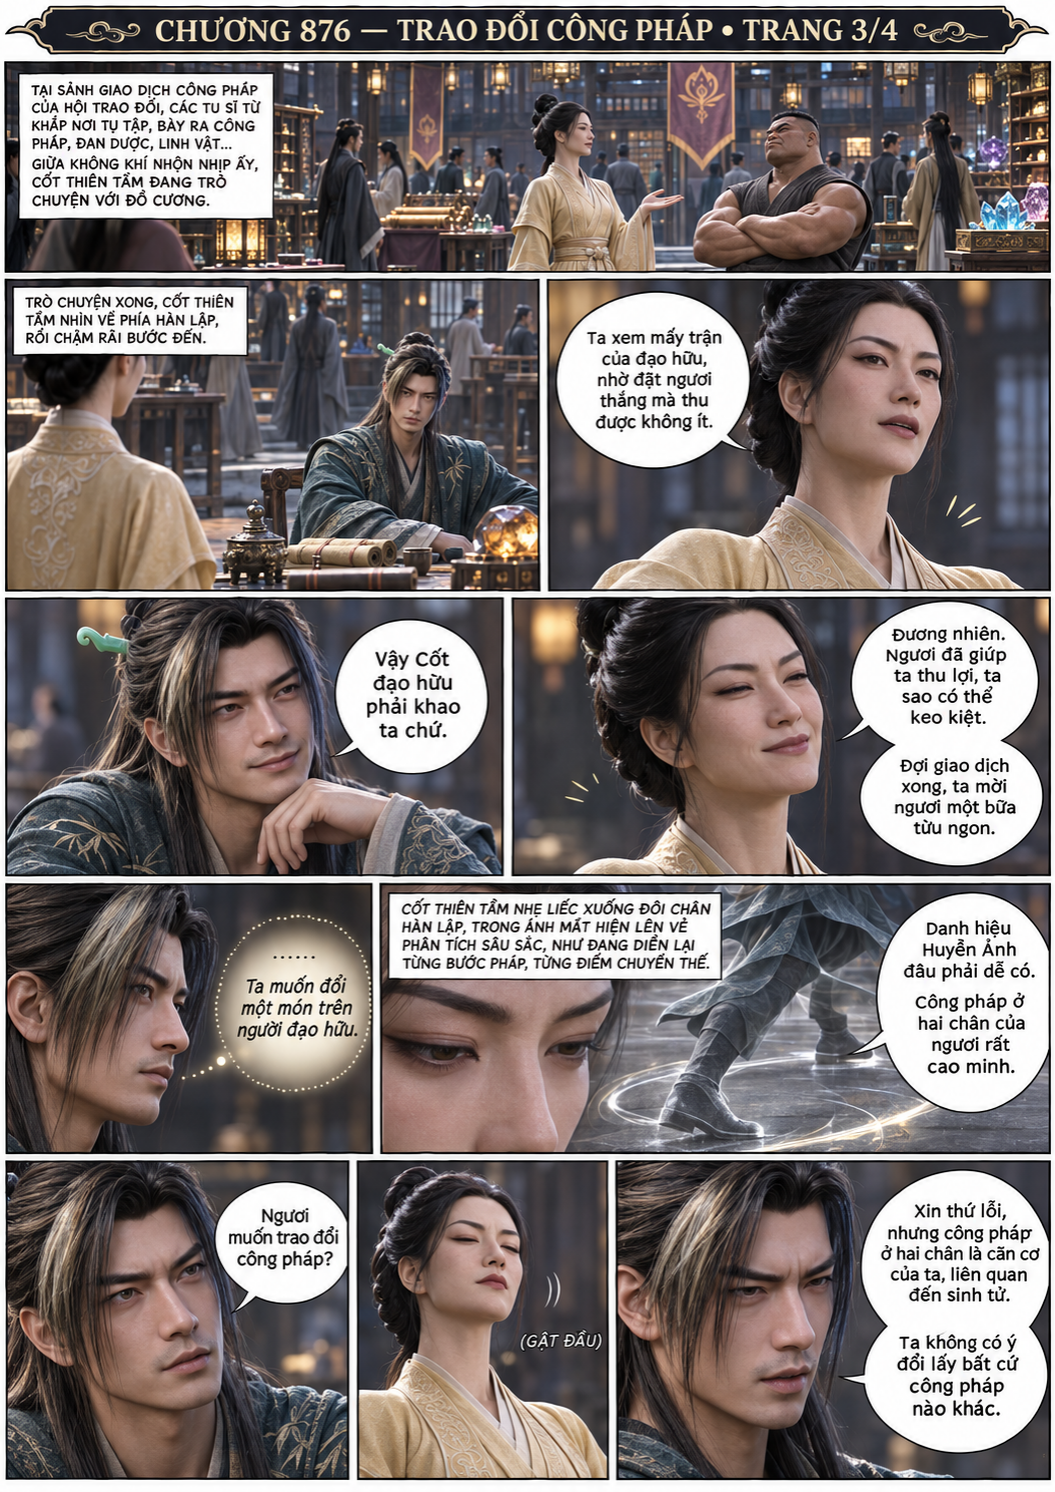 CHƯƠNG 876 — TRAO ĐỔI CÔNG PHÁP • TRANG 3/4
TẠI SẢNH GIAO DỊCH CÔNG PHÁP
CỦA HỘI TRAO ĐỔI, CÁC TU SĨ TỪ
KHẮP NƠI TỤ TẬP, BÀY RA CÔNG
PHÁP, ĐAN DƯỢC, LINH VẬT...
GIỮA KHÔNG KHÍ NHỘN NHỊP ẤY,
CỐT THIÊN TẦM ĐANG TRÒ
CHUYỆN VỚI ĐỒ CƯƠNG.
TRÒ CHUYỆN XONG, CỐT THIÊN
TẦM NHÌN VỀ PHÍA HÀN LẬP,
RỒI CHẬM RÃI BƯỚC ĐẾN.
Ta xem mấy trận
của đạo hữu,
nhờ đặt ngươi
thắng mà thu
được không ít.
Vậy Cốt
đạo hữu
phải khao
ta chứ.
Đương nhiên.
Ngươi đã giúp
ta thu lợi, ta
sao có thể
keo kiệt.
Đợi giao dịch
xong, ta mời
ngươi một bữa
từu ngon.
......
Ta muốn đổi
một món trên
người đạo hữu.
CỐT THIÊN TẦM NHẸ LIẾC XUỐNG ĐÔI CHÂN
HÀN LẬP, TRONG ÁNH MẮT HIỆN LÊN VẺ
PHÂN TÍCH SÂU SẮC, NHƯ ĐANG DIỄN LẠI
TỪNG BƯỚC PHÁP, TỪNG ĐIỂM CHUYỂN THẾ.
Danh hiệu
Huyễn Ảnh
đâu phải dễ có.
Công pháp ở
hai chân của
ngươi rất
cao minh.
Ngươi
muốn trao đổi
công pháp?
(GẬT ĐẦU)
Xin thứ lỗi,
nhưng công pháp
ở hai chân là căn cơ
của ta, liên quan
đến sinh tử.
Ta không có ý
đổi lấy bất cứ
công pháp
nào khác.